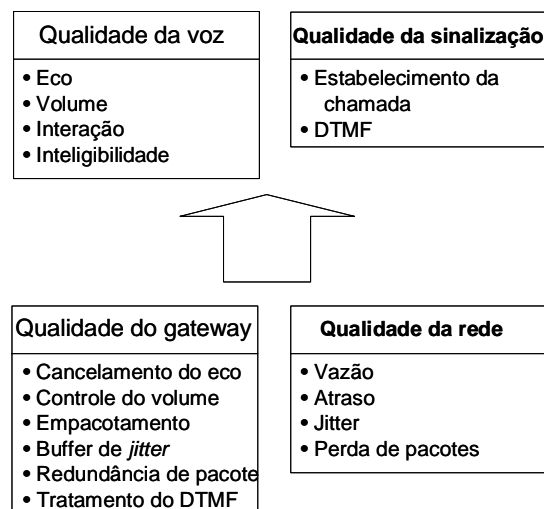 Qualidade da voz
• Eco
• Volume
• Interação
• Inteligibilidade
Qualidade da sinalização
• Estabelecimento da
chamada
• DTMF
Qualidade do gateway
• Cancelamento do eco
• Controle do volume
• Empacotamento
• Buffer de jitter
• Redundância de pacote
• Tratamento do DTMF
Qualidade da rede
• Vazão
• Atraso
• Jitter
• Perda de pacotes